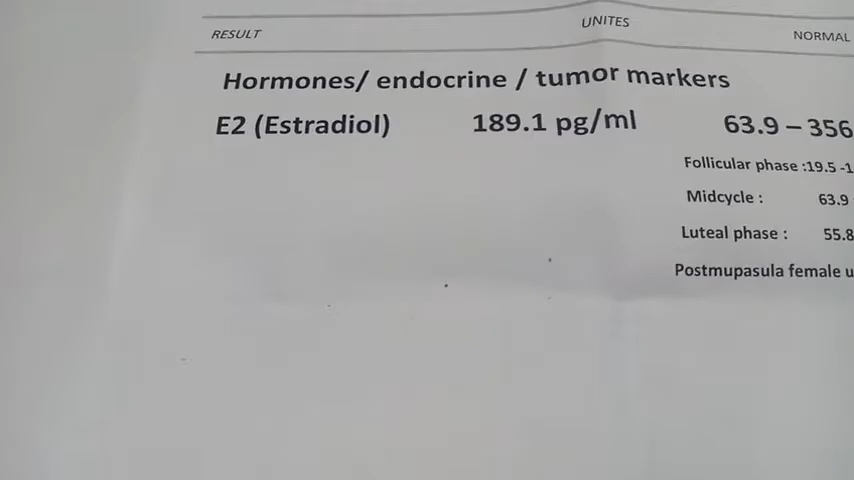 RESULT UNITES NORMAL
Hormones/ endocrine / tumor markers
E2 (Estradiol) 189.1 pg/ml 63.9 – 356
Follicular phase :19.5 -1
Midcycle : 63.9
Luteal phase : 55.8
Postmupasula female u